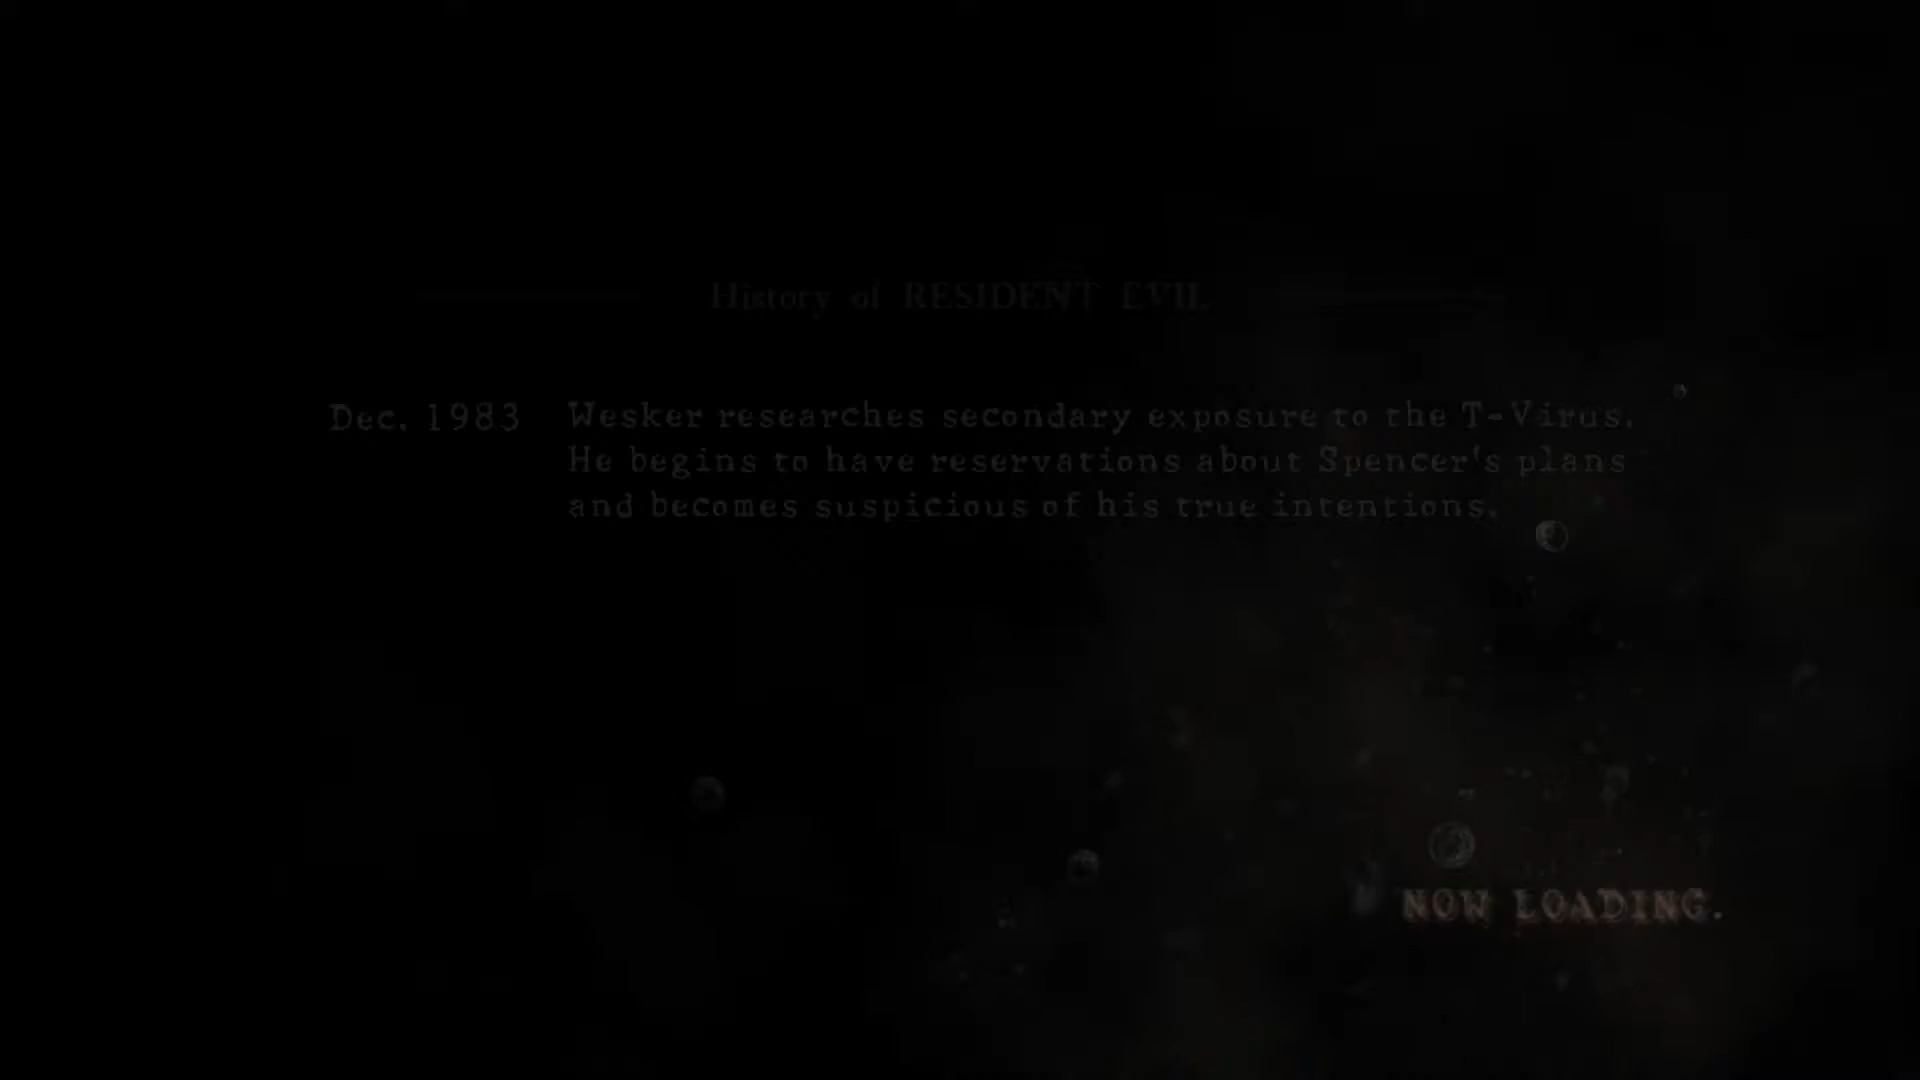 History of RESIDENT EVIL
Dec. 1983 Wesker researches secondary exposure to the T-Virus.
He begins to have reservations about Spencer's plans
and becomes suspicious of his true intentions.
NOW LOADING.